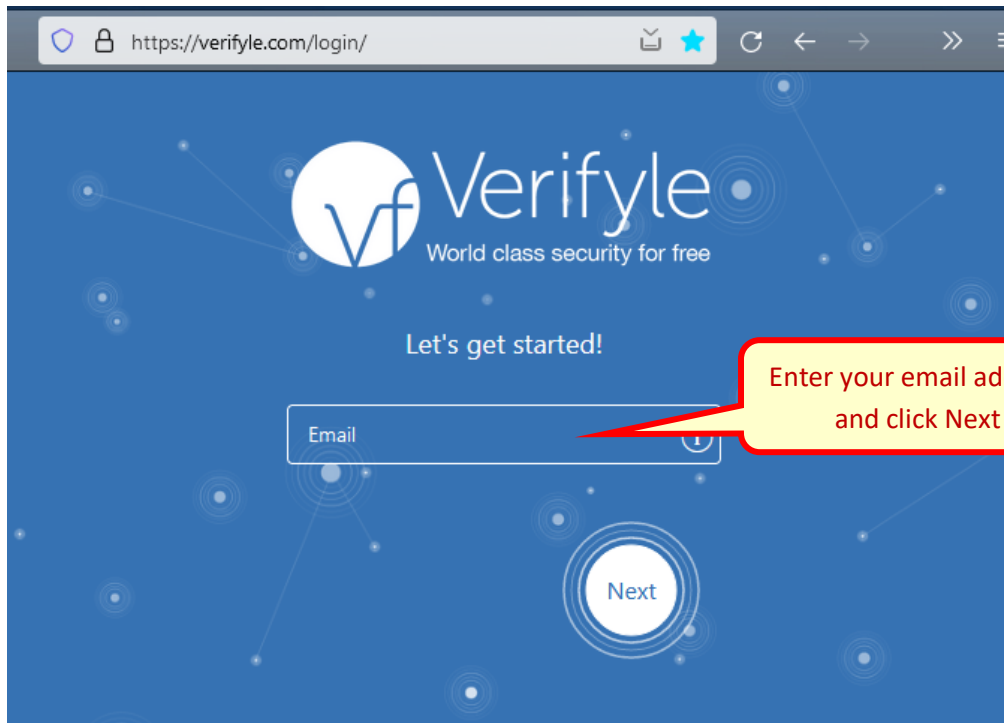 https://verifyle.com/login/
vf Verifyle
World class security for free
Let's get started!
Enter your email ad
and click Next
Email
Next